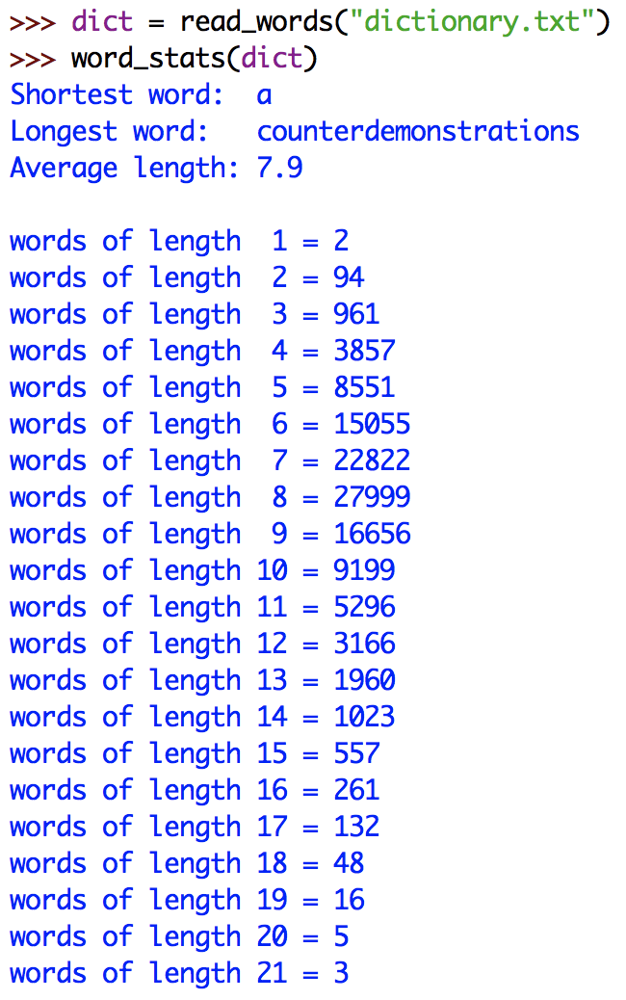 >>> dict = read_words("dictionary.txt")
>>> word_stats(dict)
Shortest word:  a
Longest word:   counterdemonstrations
Average length: 7.9

words of length  1 = 2
words of length  2 = 94
words of length  3 = 961
words of length  4 = 3857
words of length  5 = 8551
words of length  6 = 15055
words of length  7 = 22822
words of length  8 = 27999
words of length  9 = 16656
words of length 10 = 9199
words of length 11 = 5296
words of length 12 = 3166
words of length 13 = 1960
words of length 14 = 1023
words of length 15 = 557
words of length 16 = 261
words of length 17 = 132
words of length 18 = 48
words of length 19 = 16
words of length 20 = 5
words of length 21 = 3